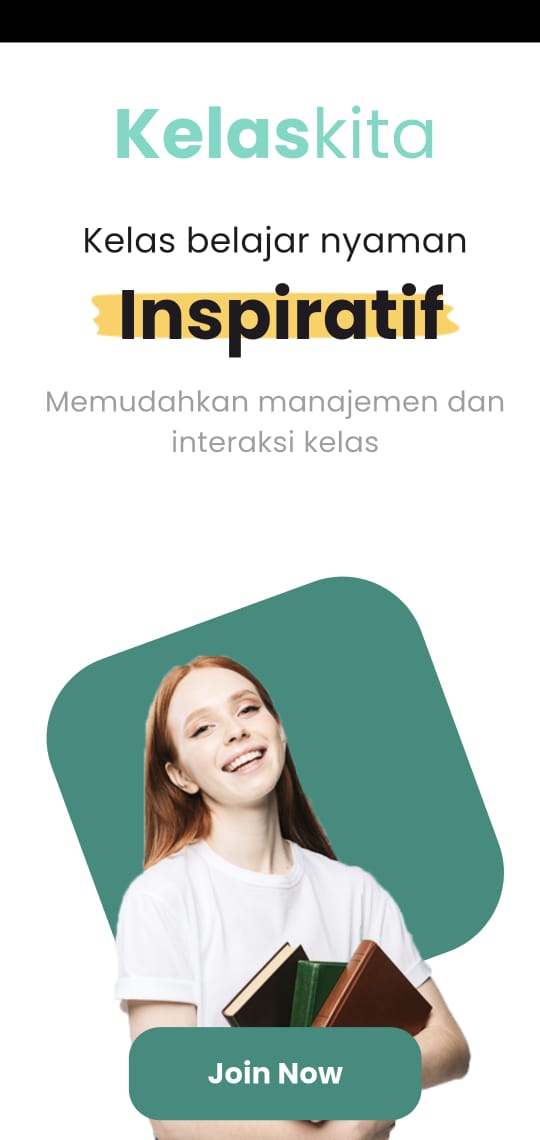 Kelaskita
Kelas belajar nyaman
Inspiratif
Memudahkan manajemen dan
interaksi kelas
Join Now